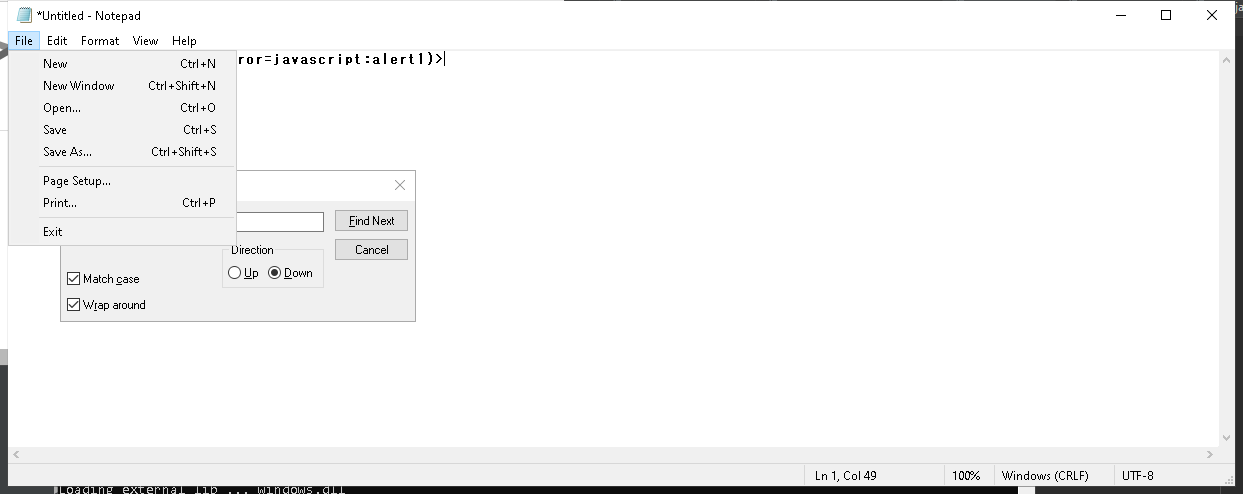 *Untitled - Notepad
File Edit Format View Help
ror=javascript:alert1)>
New Ctrl+N
New Window Ctrl+Shift+N
Open... Ctrl+O
Save Ctrl+S
Save As... Ctrl+Shift+S
Page Setup...
Print... Ctrl+P
Exit
Find Next
Cancel
Direction
Up Down
Match case
Wrap around
Ln 1, Col 49 100% Windows (CRLF) UTF-8
Loading external lib ... windows.dll